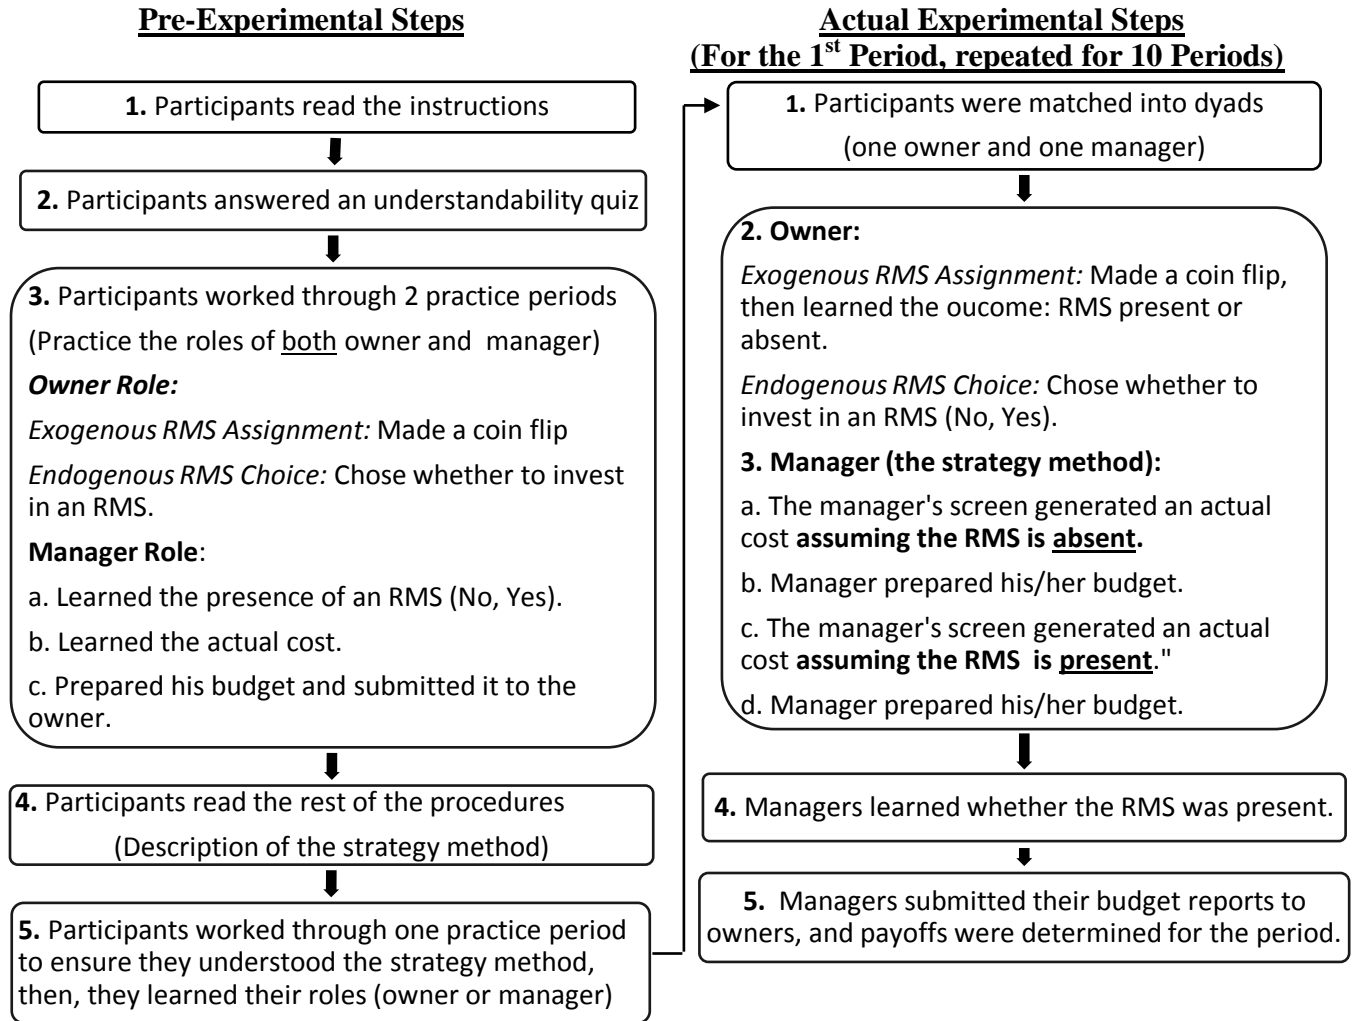 Pre-Experimental Steps
1. Participants read the instructions
2. Participants answered an understandability quiz
3. Participants worked through 2 practice periods
(Practice the roles of both owner and manager)
Owner Role:
Exogenous RMS Assignment: Made a coin flip
Endogenous RMS Choice: Chose whether to invest
in an RMS.
Manager Role:
a. Learned the presence of an RMS (No, Yes).
b. Learned the actual cost.
c. Prepared his budget and submitted it to the
owner.
4. Participants read the rest of the procedures
(Description of the strategy method)
5. Participants worked through one practice period
to ensure they understood the strategy method,
then, they learned their roles (owner or manager)
Actual Experimental Steps
(For the 1st Period, repeated for 10 Periods)
1. Participants were matched into dyads
(one owner and one manager)
2. Owner:
Exogenous RMS Assignment: Made a coin flip,
then learned the oucome: RMS present or
absent.
Endogenous RMS Choice: Chose whether to
invest in an RMS (No, Yes).
3. Manager (the strategy method):
a. The manager's screen generated an actual
cost assuming the RMS is absent.
b. Manager prepared his/her budget.
c. The manager's screen generated an actual
cost assuming the RMS is present."
d. Manager prepared his/her budget.
4. Managers learned whether the RMS was present.
5. Managers submitted their budget reports to
owners, and payoffs were determined for the period.